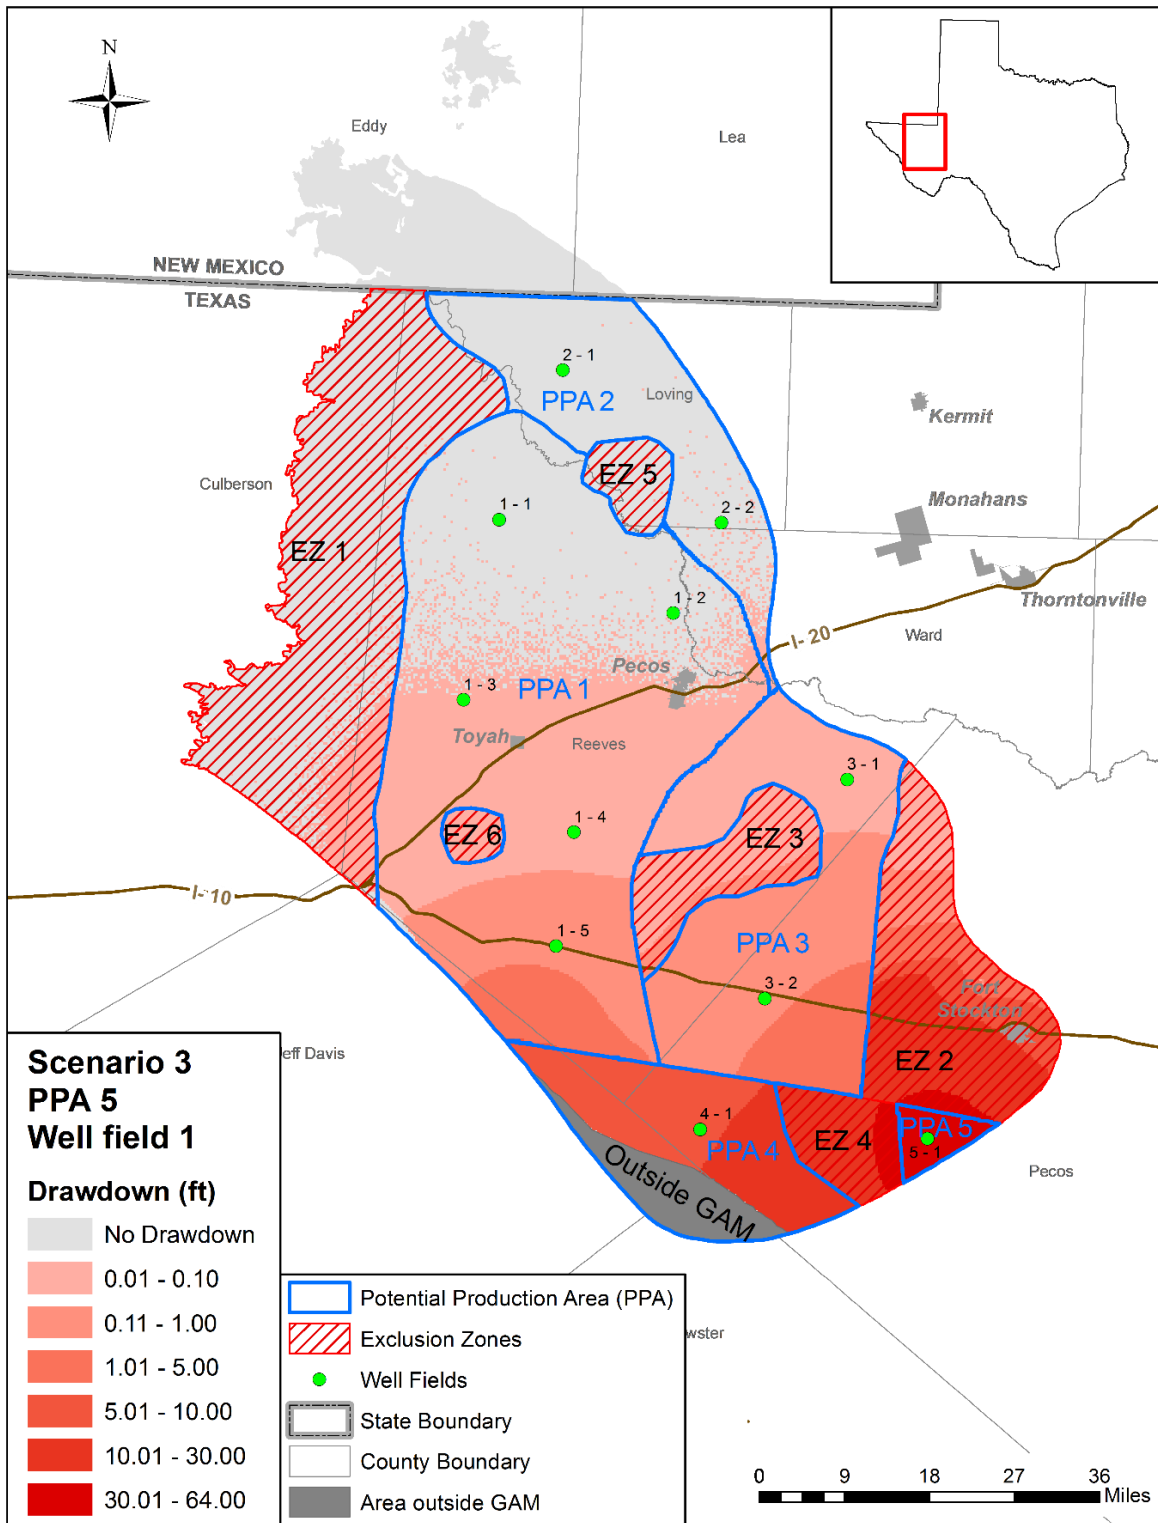 N
Eddy
Lea
NEW MEXICO
TEXAS
2 - 1
PPA 2
Loving
Kermit
EZ 5
Culberson
Monahans
1 - 1
2 - 2
EZ 1
Thorntonville
1 - 2
I- 20
Ward
Pecos
1 - 3
PPA 1
Toyah
Reeves
3 - 1
1 - 4
EZ 6
EZ 3
I- 10
1 - 5
PPA 3
3 - 2
Fort
Stockton
EZ 2
Jeff Davis
4 - 1
PPA 4
EZ 4
PPA 5
5 - 1
Outside GAM
Pecos
Scenario 3
PPA 5
Well field 1
Drawdown (ft)
No Drawdown
0.01 - 0.10
0.11 - 1.00
1.01 - 5.00
5.01 - 10.00
10.01 - 30.00
30.01 - 64.00
Potential Production Area (PPA)
Exclusion Zones
Well Fields
State Boundary
County Boundary
Area outside GAM
wster
0 9 18 27 36
Miles